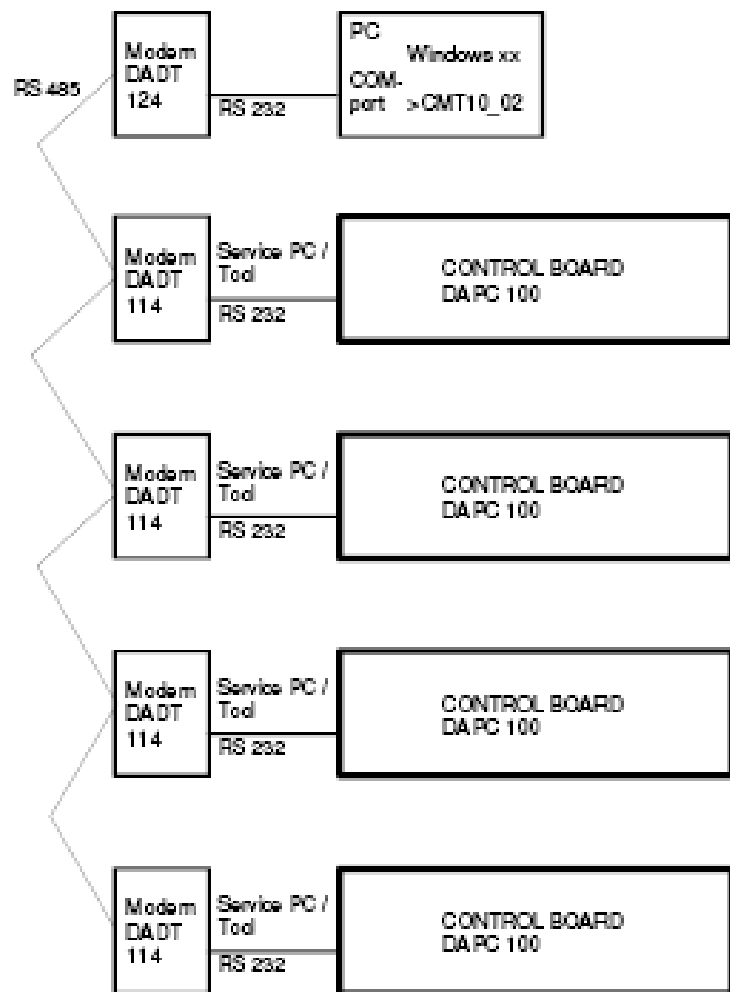 RS 485
Modem
DADT
124
RS 232
PC
Windows xx
COM-
port >CMT10_02
Modem
DADT
114
Service PC /
Tool
RS 232
CONTROL BOARD
DAPC 100
Modem
DADT
114
Service PC /
Tool
RS 232
CONTROL BOARD
DAPC 100
Modem
DADT
114
Service PC /
Tool
RS 232
CONTROL BOARD
DAPC 100
Modem
DADT
114
Service PC /
Tool
RS 232
CONTROL BOARD
DAPC 100